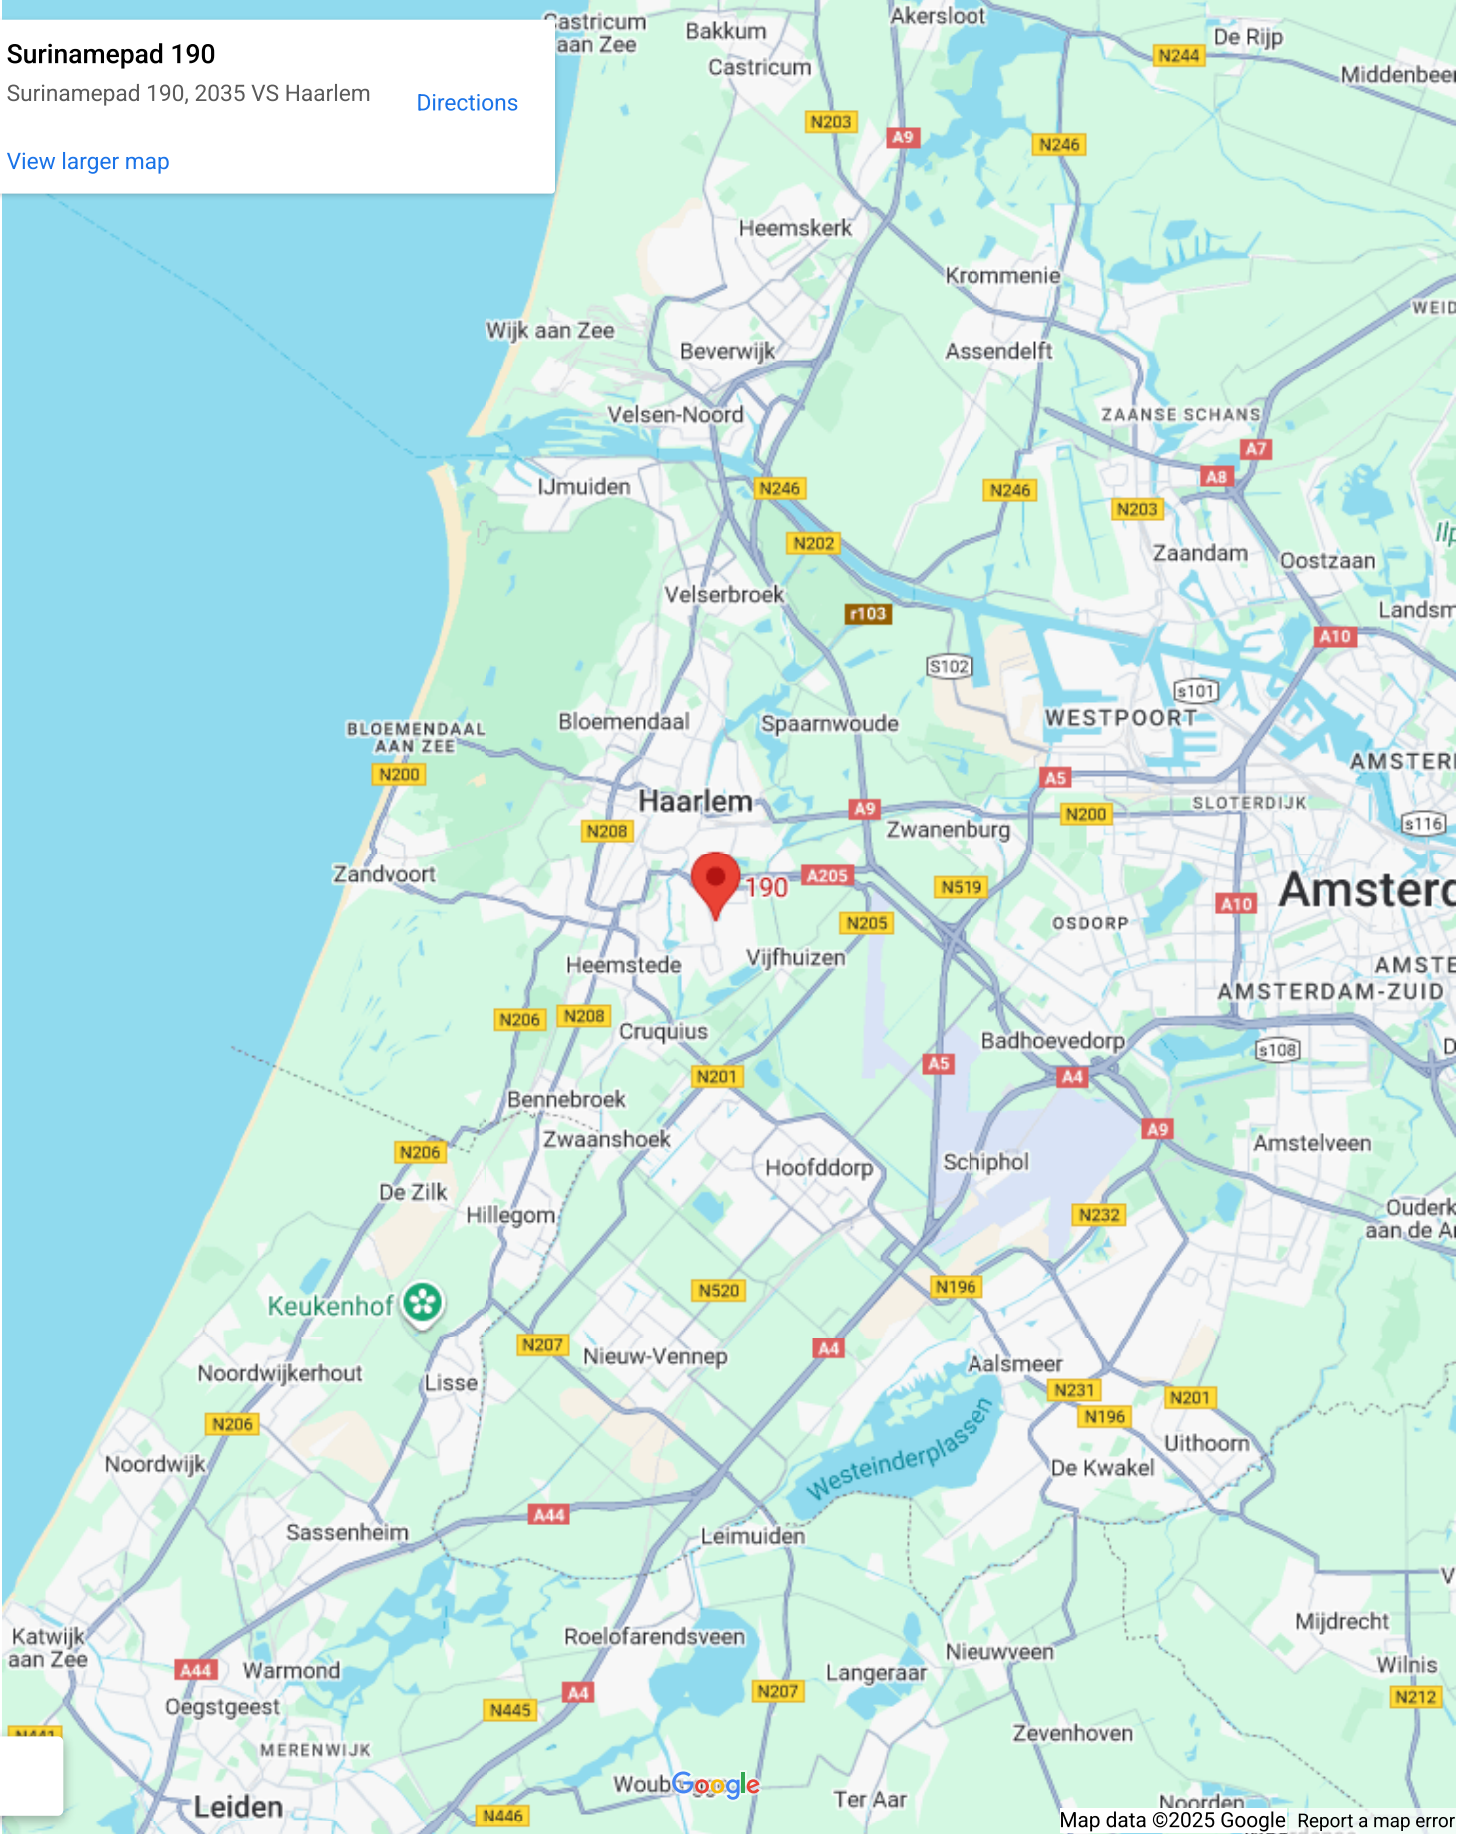 Castricum
aan Zee
Bakkum
Akersloot
De Rijp
N244
Surinamepad 190
Surinamepad 190, 2035 VS Haarlem
Directions
View larger map
Castricum
N203
A9
N246
Heemskerk
Krommenie
Wijk aan Zee
Beverwijk
Assendelft
Velsen-Noord
ZAANSE SCHANS
A7
A8
IJmuiden
N246
N246
N203
N202
Zaandam
Oostzaan
Velserbroek
r103
A10
S102
s101
Bloemendaal
Spaarnwoude
WESTPOORT
BLOEMENDAAL
AAN ZEE
N200
A5
Haarlem
A9
SLOTERDIJK
N200
N208
Zwanenburg
s116
Zandvoort
190
A205
N519
Amsterd
A10
N205
OSDORP
Vijfhuizen
Heemstede
AMSTE
AMSTERDAM-ZUID
N206
N208
Cruquius
Badhoevedorp
s108
A5
A4
N201
Bennebroek
Zwaanshoek
A9
Amstelveen
N206
Hoofddorp
Schiphol
De Zilk
Hillegom
N232
Ouderk
aan de A
N520
N196
Keukenhof
N207
A4
Nieuw-Vennep
Aalsmeer
Noordwijkerhout
Lisse
N231
N201
N196
N206
Westeinderplassen
Uithoorn
Noordwijk
De Kwakel
A44
Sassenheim
Leimuiden
Katwijk
aan Zee
Roelofarendsveen
Mijdrecht
Nieuwveen
A44
Warmond
Langeraar
Wilnis
A4
N207
N212
Oegstgeest
N445
N441
Zevenhoven
MERENWIJK
Google
Ter Aar
Noorden
Leiden
N446
Map data ©2025 Google
Report a map error